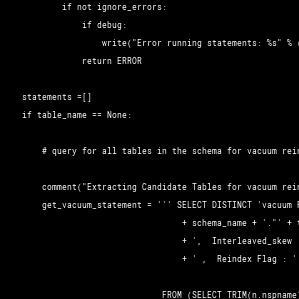 if not ignore_errors:
if debug:
write("Error running statements: %s" %
return ERROR
statements =[]
if table_name == None:
# query for all tables in the schema for vacuum rein
comment("Extracting Candidate Tables for vacuum rein
get_vacuum_statement = ''' SELECT DISTINCT 'vacuum R
+ schema_name + '."' + t
+ ', Interleaved_skew
+ ' , Reindex Flag : '
FROM (SELECT TRIM(n.nspname